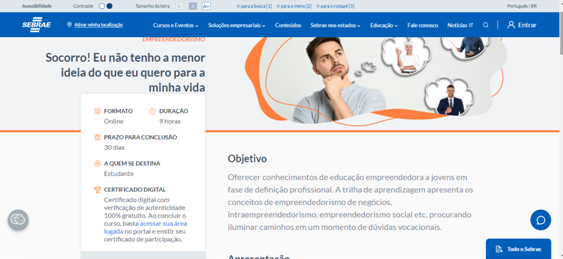 Acessibilidade Contraste Tamanho do texto A- A A+ Ir para a busca [1] Ir para o menu [2] Ir para o rodapé [3] Português | BR
SEBRAE Ativar minha localização Cursos e Eventos Soluções empresariais Conteúdos Sebrae nos estados Educação Fale conosco Notícias Entrar
EMPREENDEDORISMO
Socorro! Eu não tenho a menor
ideia do que eu quero para a
minha vida
FORMATO
Online
DURAÇÃO
9 horas
PRAZO PARA CONCLUSÃO
30 dias
A QUEM SE DESTINA
Estudante
CERTIFICADO DIGITAL
Certificado digital com
verificação de autenticidade
100% gratuito. Ao concluir o
curso, basta acessar sua área
logada no portal e emitir seu
certificado de participação.
Objetivo
Oferecer conhecimentos de educação empreendedora a jovens em
fase de definição profissional. A trilha de aprendizagem apresenta os
conceitos de empreendedorismo de negócios,
intraempreendedorismo, empreendedorismo social etc. procurando
iluminar caminhos em um momento de dúvidas vocacionais.
Apresentação
Todo o Sebrae